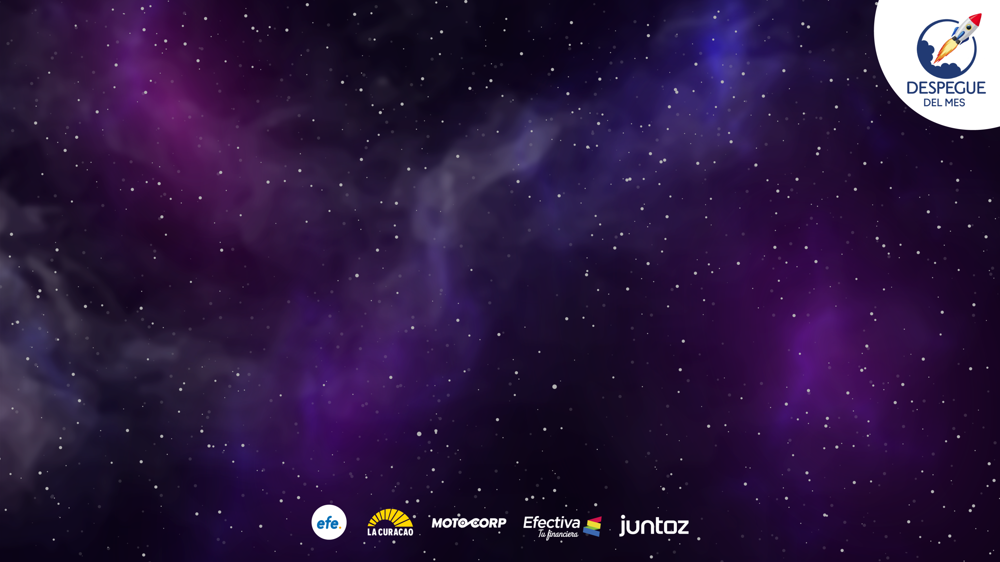 DESPEGUE
DEL MES
efe.
LA CURACAO
MOTOCORP
Efectiva
Tu financiera
juntoz